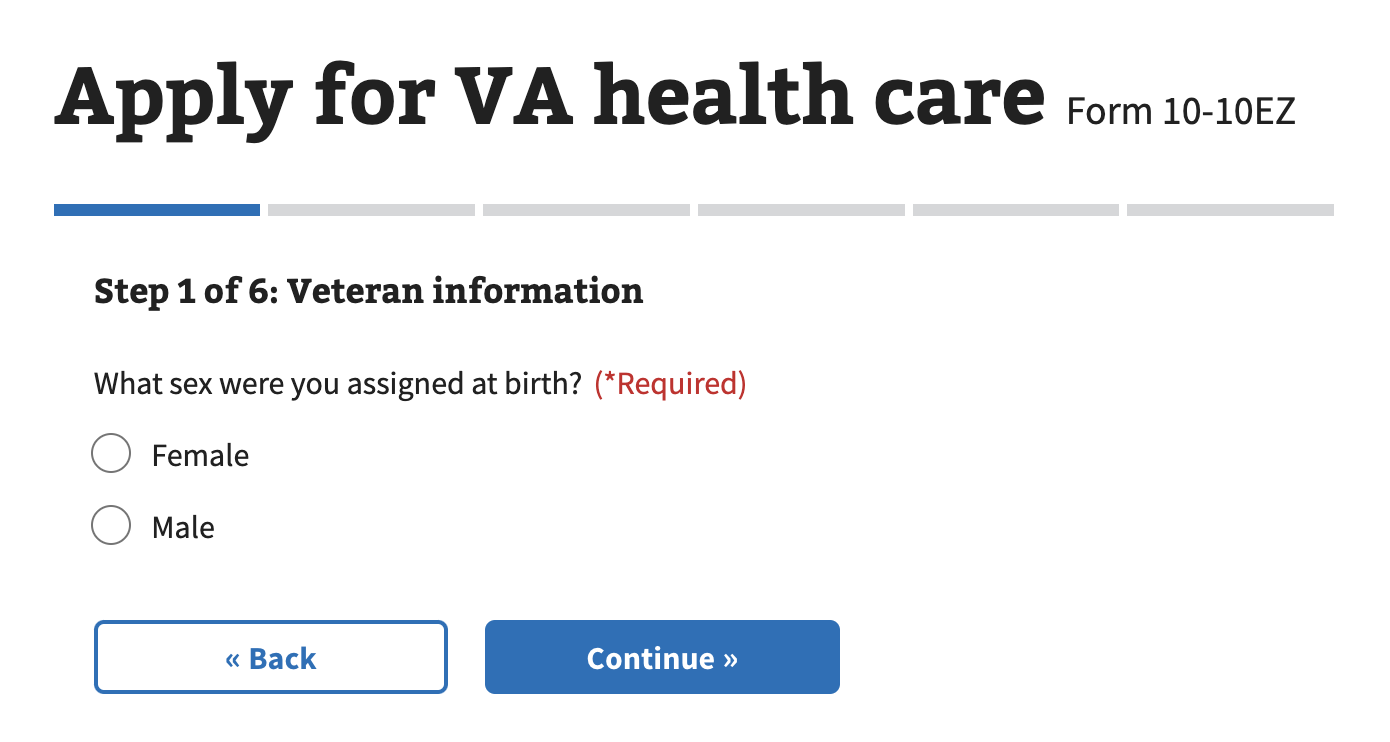 Apply for VA health care Form 10-10EZ
Step 1 of 6: Veteran information
What sex were you assigned at birth? (*Required)
Female
Male
« Back
Continue »